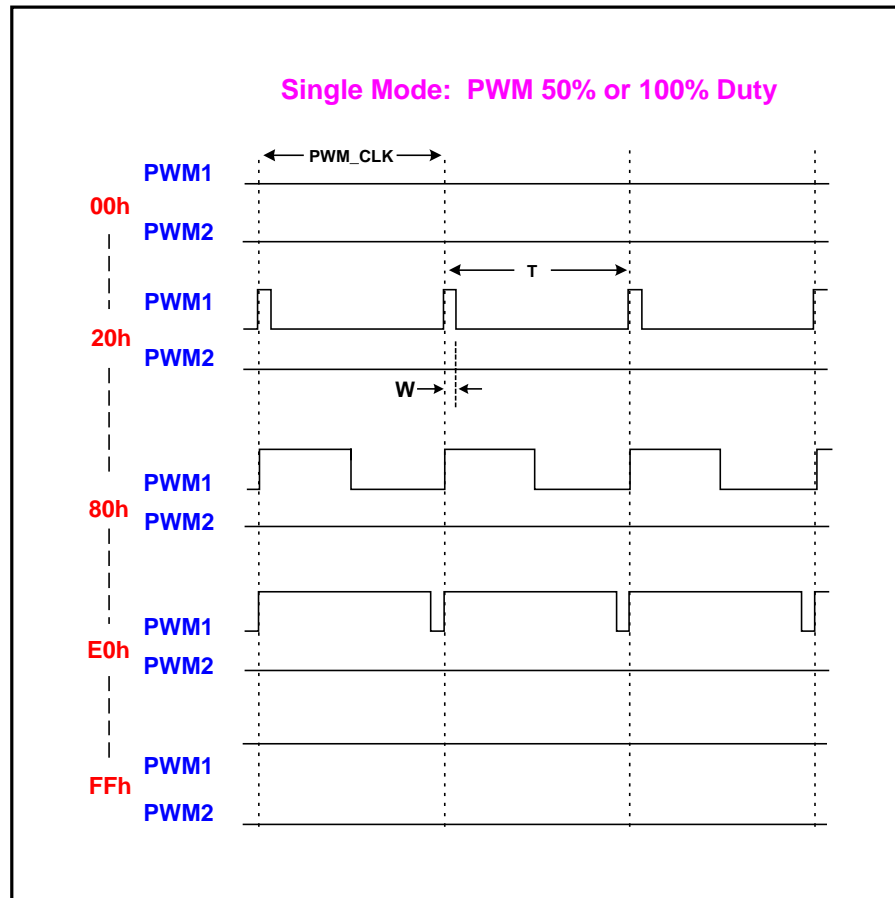 Single Mode: PWM 50% or 100% Duty
PWM_CLK
PWM1
00h
PWM2
T
PWM1
20h
PWM2
W
PWM1
80h
PWM2
PWM1
E0h
PWM2
PWM1
FFh
PWM2